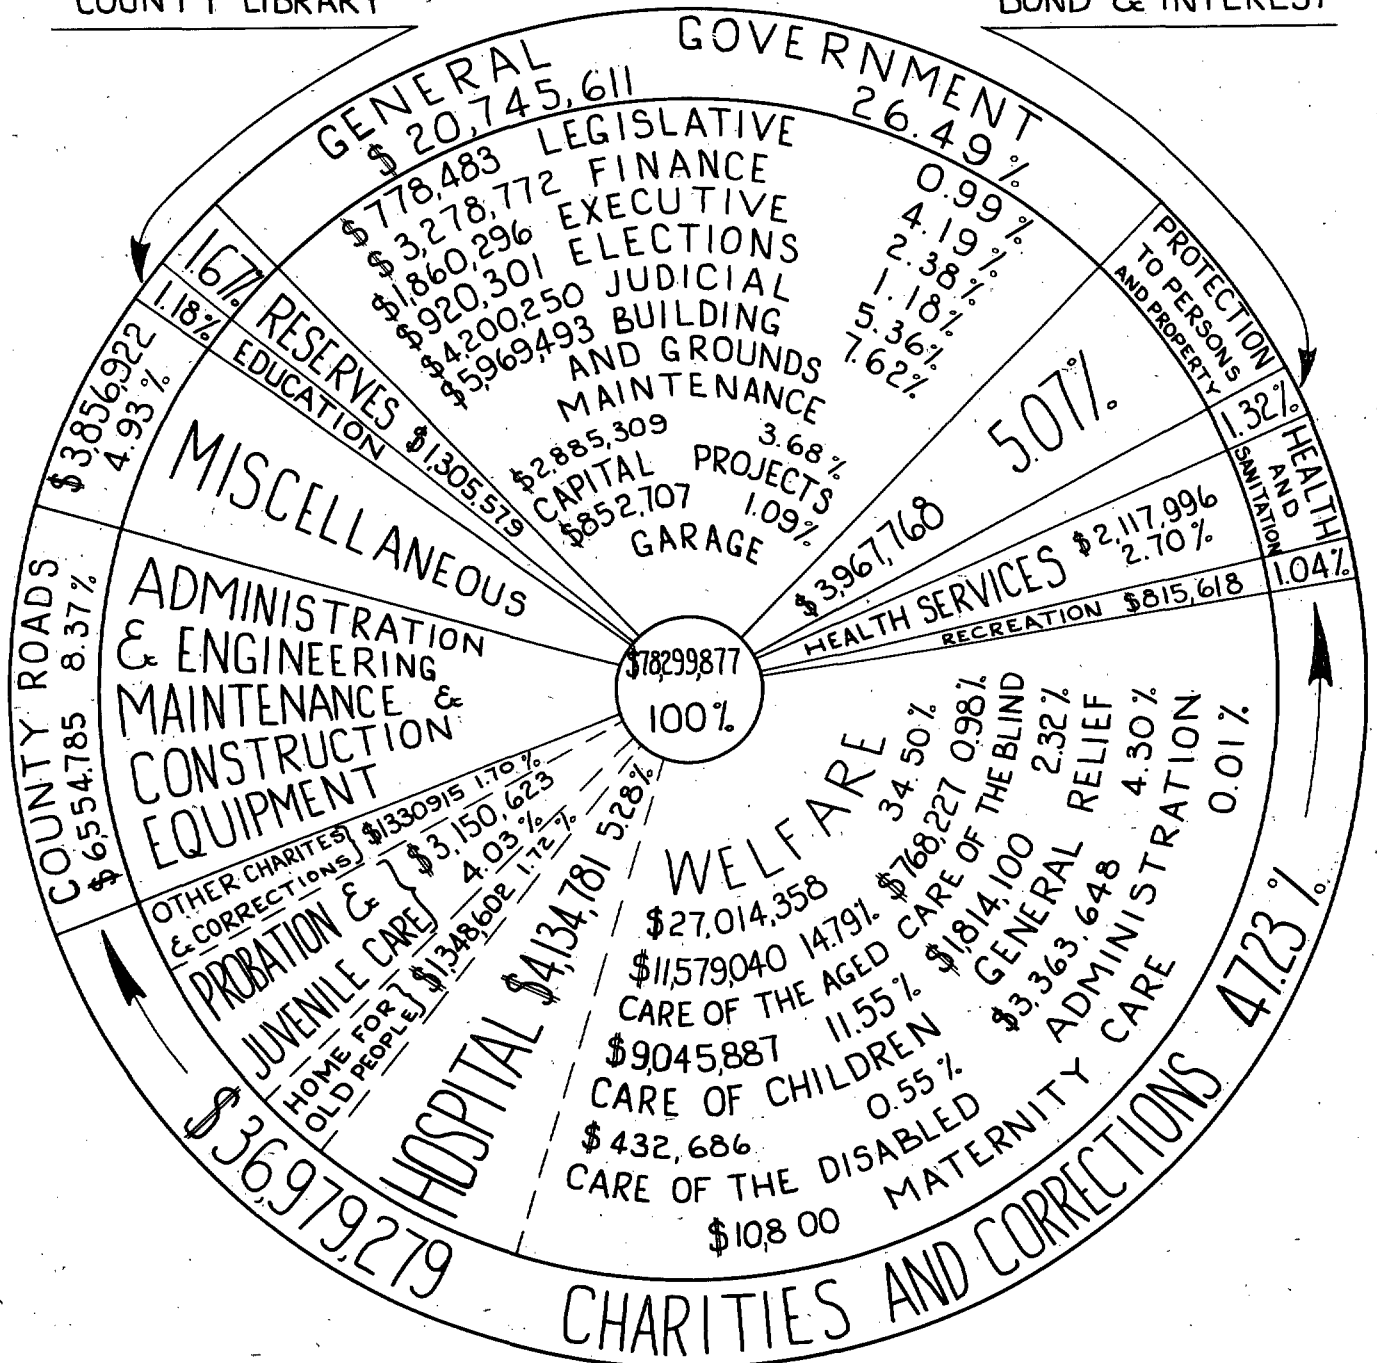 COUNTY LIBRARY
BOND & INTEREST
GENERAL GOVERNMENT
$20,745,611 26.49%
$778,483 LEGISLATIVE 0.99%
$3,278,772 FINANCE 4.19%
$1,860,296 EXECUTIVE 2.38%
$920,301 ELECTIONS 1.18%
$4,200,250 JUDICIAL 5.36%
$5,969,493 BUILDING 7.62%
AND GROUNDS
MAINTENANCE
$2,885,309 3.68%
CAPITAL PROJECTS
$852,707 1.09%
GARAGE
PROTECTION
TO PERSONS
AND PROPERTY
$3,967,768 5.07%
1.32%
HEALTH
AND
SANITATION
HEALTH SERVICES $2,117,996
2.70%
RECREATION $815,618 1.04%
$78,299,877
100%
CHARITIES AND CORRECTIONS 47.23%
$36,979,279
WELFARE
$27,014,358 34.50%
$11,579,040 14.79%
CARE OF THE AGED
$9,045,887 11.55%
CARE OF CHILDREN
$432,686 0.55%
CARE OF THE DISABLED
$768,227 0.98%
CARE OF THE BLIND
$1,814,100 2.32%
GENERAL RELIEF
$3.363.648 4.30%
ADMINISTRATION
$10,8 00 0.01%
MATERNITY CARE
HOSPITAL $4,134,781 5.28%
HOME FOR
OLD PEOPLE} $1,348,602 1.72%
PROBATION &
JUVENILE CARE} $3,150,623
4.03%
OTHER CHARITES
& CORRECTIONS} $1330915 1.70%
COUNTY ROADS
$6,554.785 8.37%
ADMINISTRATION
& ENGINEERING
MAINTENANCE &
CONSTRUCTION
EQUIPMENT
$3,856,922
4.93%
MISCELLANEOUS
1.18%
EDUCATION
1.67%
RESERVES $1,305,579